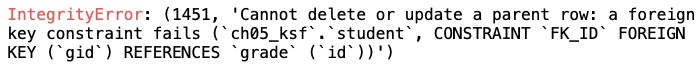 IntegrityError: (1451, 'Cannot delete or update a parent row: a foreign
key constraint fails (`ch05_ksf`.`student`, CONSTRAINT `FK_ID` FOREIGN
KEY (`gid`) REFERENCES `grade` (`id`))')